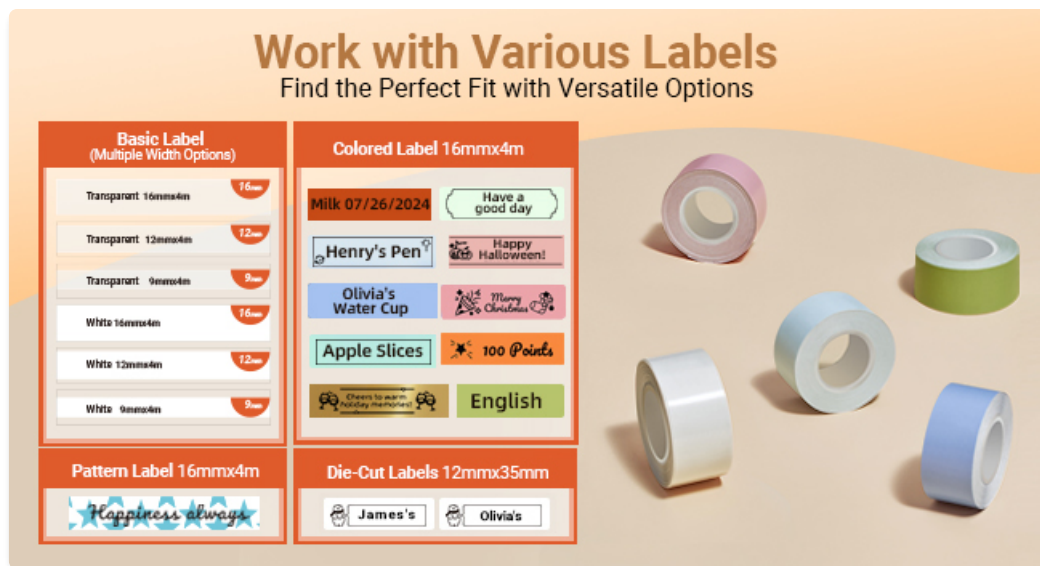 Work with Various Labels
Find the Perfect Fit with Versatile Options
Basic Label
(Multiple Width Options)
Transparent 16mmx4m
16mm
Transparent 12mmx4m
12mm
Transparent 9mmx4m
9mm
White 16mmx4m
16mm
White 12mmx4m
12mm
White 9mmx4m
9mm
Colored Label 16mmx4m
Milk 07/26/2024
Have a
good day
Henry's Pen
Happy
Halloween!
Olivia's
Water Cup
Merry
Christmas
Apple Slices
100 Points
Cheers to warm
holiday memories!
English
Pattern Label 16mmx4m
Happiness always
Die-Cut Labels 12mmx35mm
James's
Olivia's